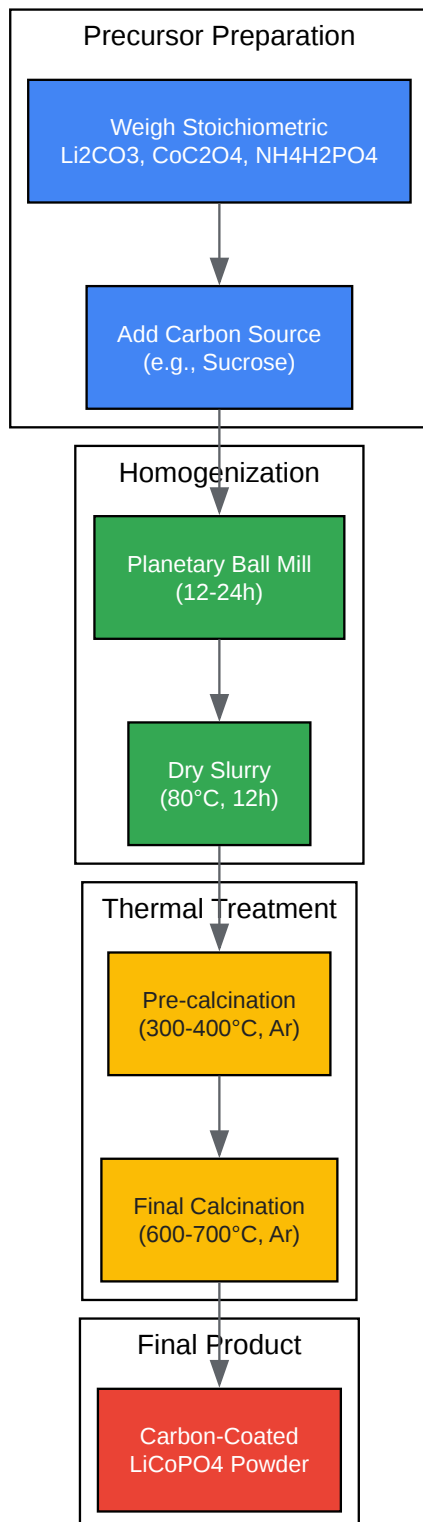 Precursor Preparation
Weigh Stoichiometric
Li2CO3, CoC2O4, NH4H2PO4
Add Carbon Source
(e.g., Sucrose)
Homogenization
Planetary Ball Mill
(12-24h)
Dry Slurry
(80°C, 12h)
Thermal Treatment
Pre-calcination
(300-400°C, Ar)
Final Calcination
(600-700°C, Ar)
Final Product
Carbon-Coated
LiCoPO4 Powder